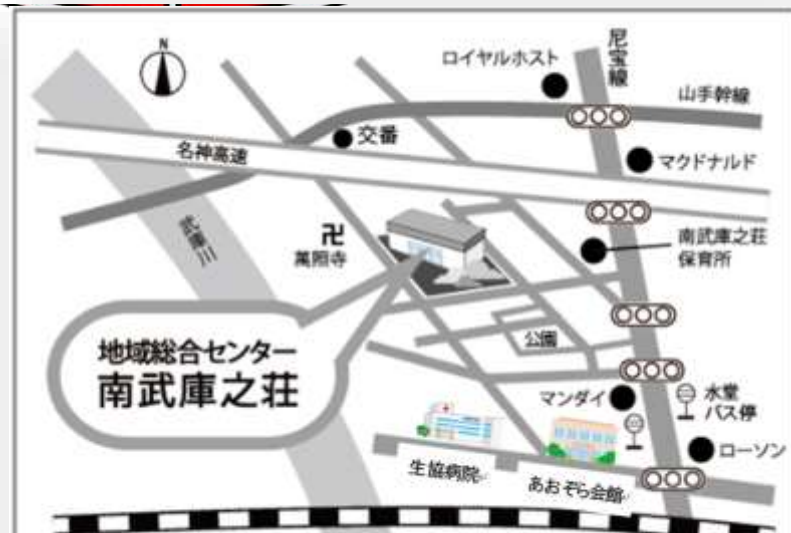 N
ロイヤルホスト
尼宝線
山手幹線
交番
名神高速
マクドナルド
武庫川
卍
萬照寺
南武庫之荘
保育所
地域総合センター
南武庫之荘
公園
マンダイ
水堂
バス停
ローソン
生協病院
あおぞら会館